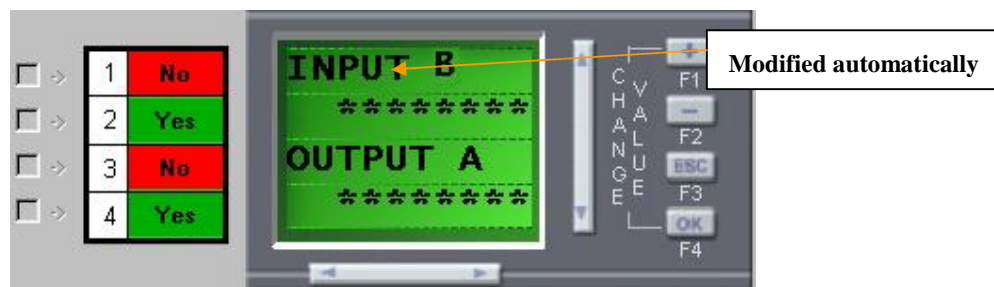 1 No
2 Yes
3 No
4 Yes
INPUT B
********
OUTPUT A
********
CHANGE
VALUE
+
F1
-
F2
ESC
F3
OK
F4
Modified automatically